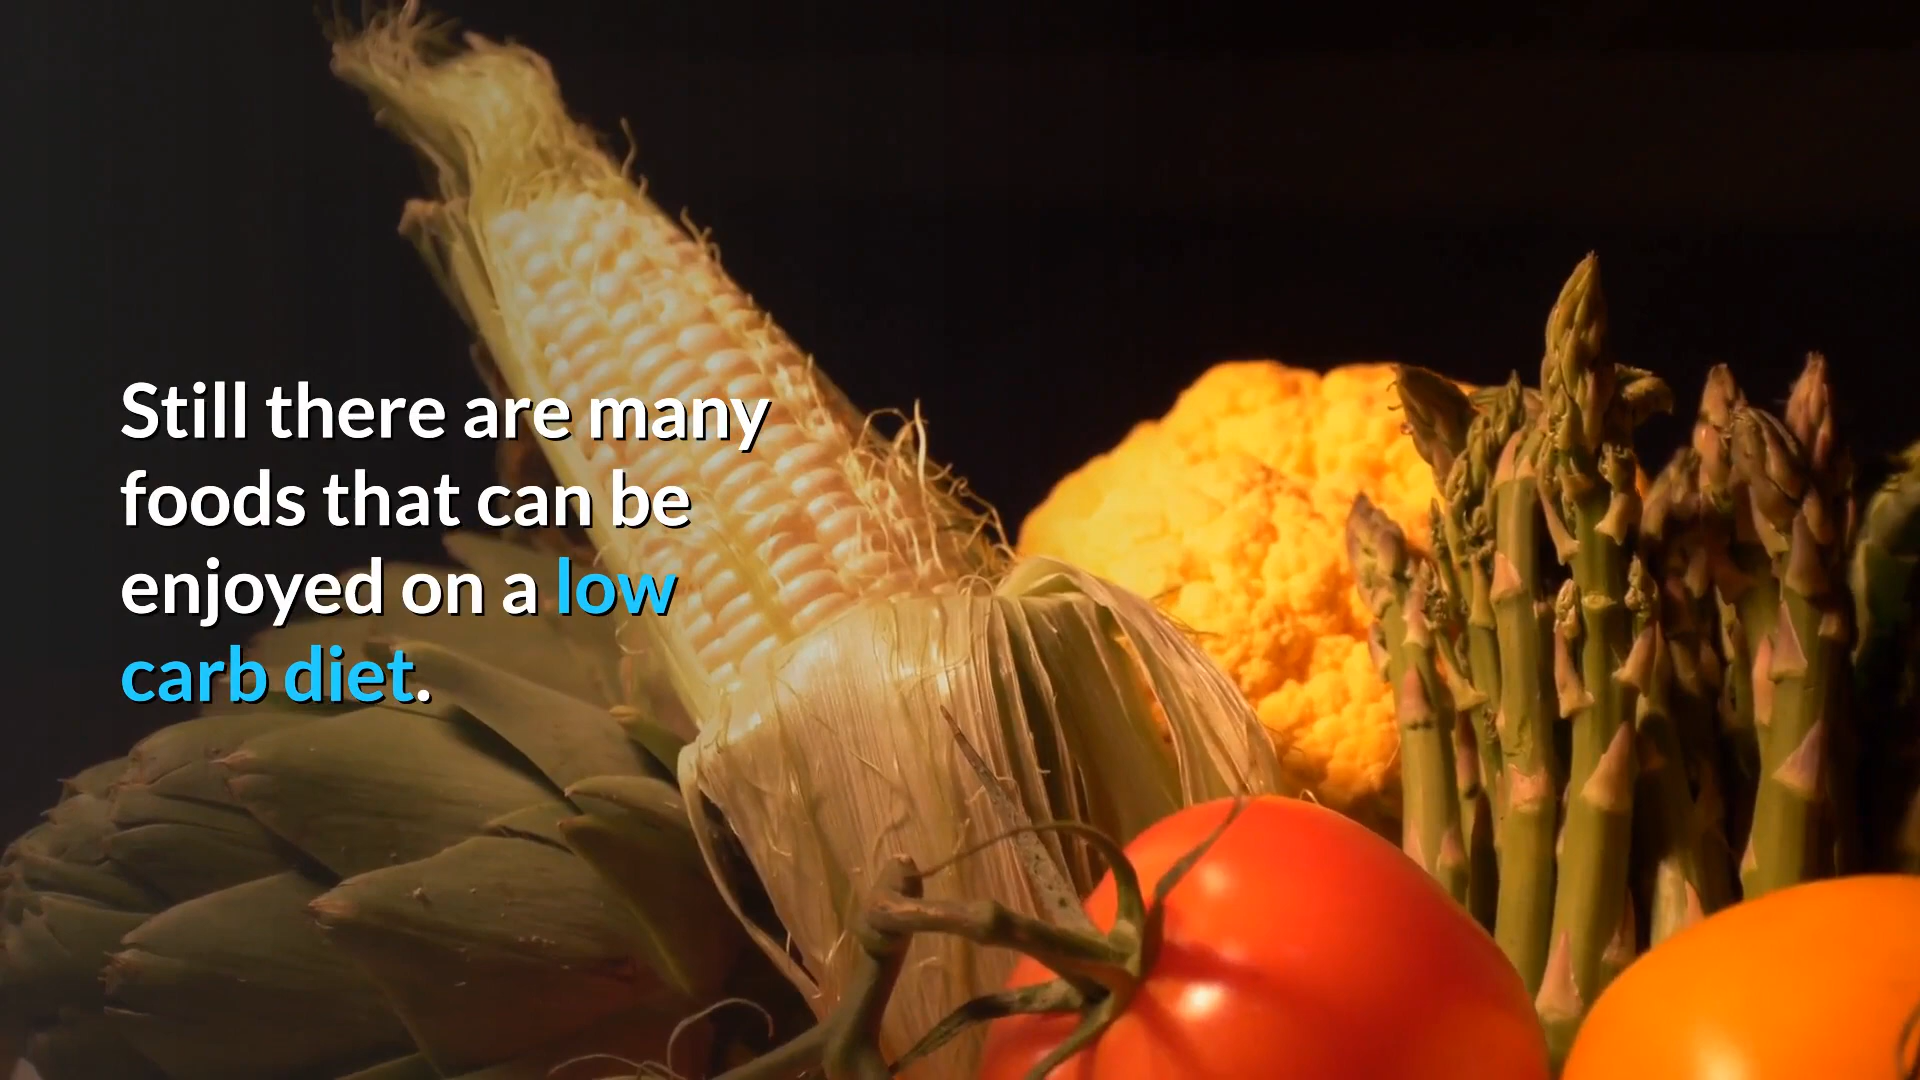 Still there are many
foods that can be
enjoyed on a low
carb diet.